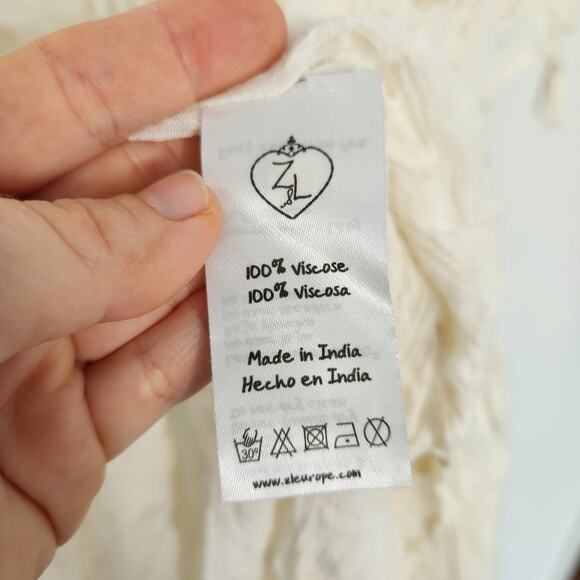 Z&L
100% Viscose
100% Viscosa
Made in India
Hecho en India
30°
www.zleurope.com